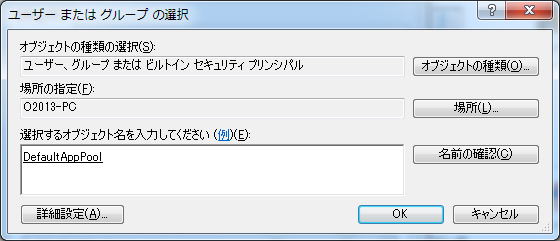 ユーザー または グループ の選択
オブジェクトの種類の選択(S):
ユーザー、グループ または ビルトイン セキュリティ プリンシパル
オブジェクトの種類(O)...
場所の指定(F):
O2013-PC
場所(L)...
選択するオブジェクト名を入力してください (例)(E):
DefaultAppPool
名前の確認(C)
詳細設定(A)...
OK
キャンセル